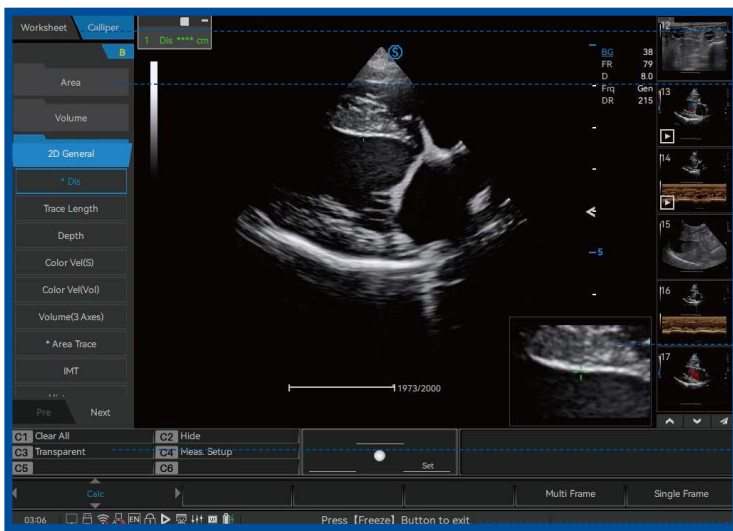 Worksheet Calliper
B
Area
Volume
2D General
* Dis
Trace Length
Depth
Color Vel(S)
Color Vel(Vol)
Volume(3 Axes)
* Area Trace
IMT
Pre Next
1 Dis **** cm
S
BG 38
FR 79
D 8.0
Frq Gen
DR 215
5
1973/2000
12
13
14
15
16
17
C1 Clear All
C2 Hide
C3 Transparent
C4 Meas. Setup
C5
C6
Set
Calc
Multi Frame
Single Frame
03:06
EN
Press【Freeze】Button to exit